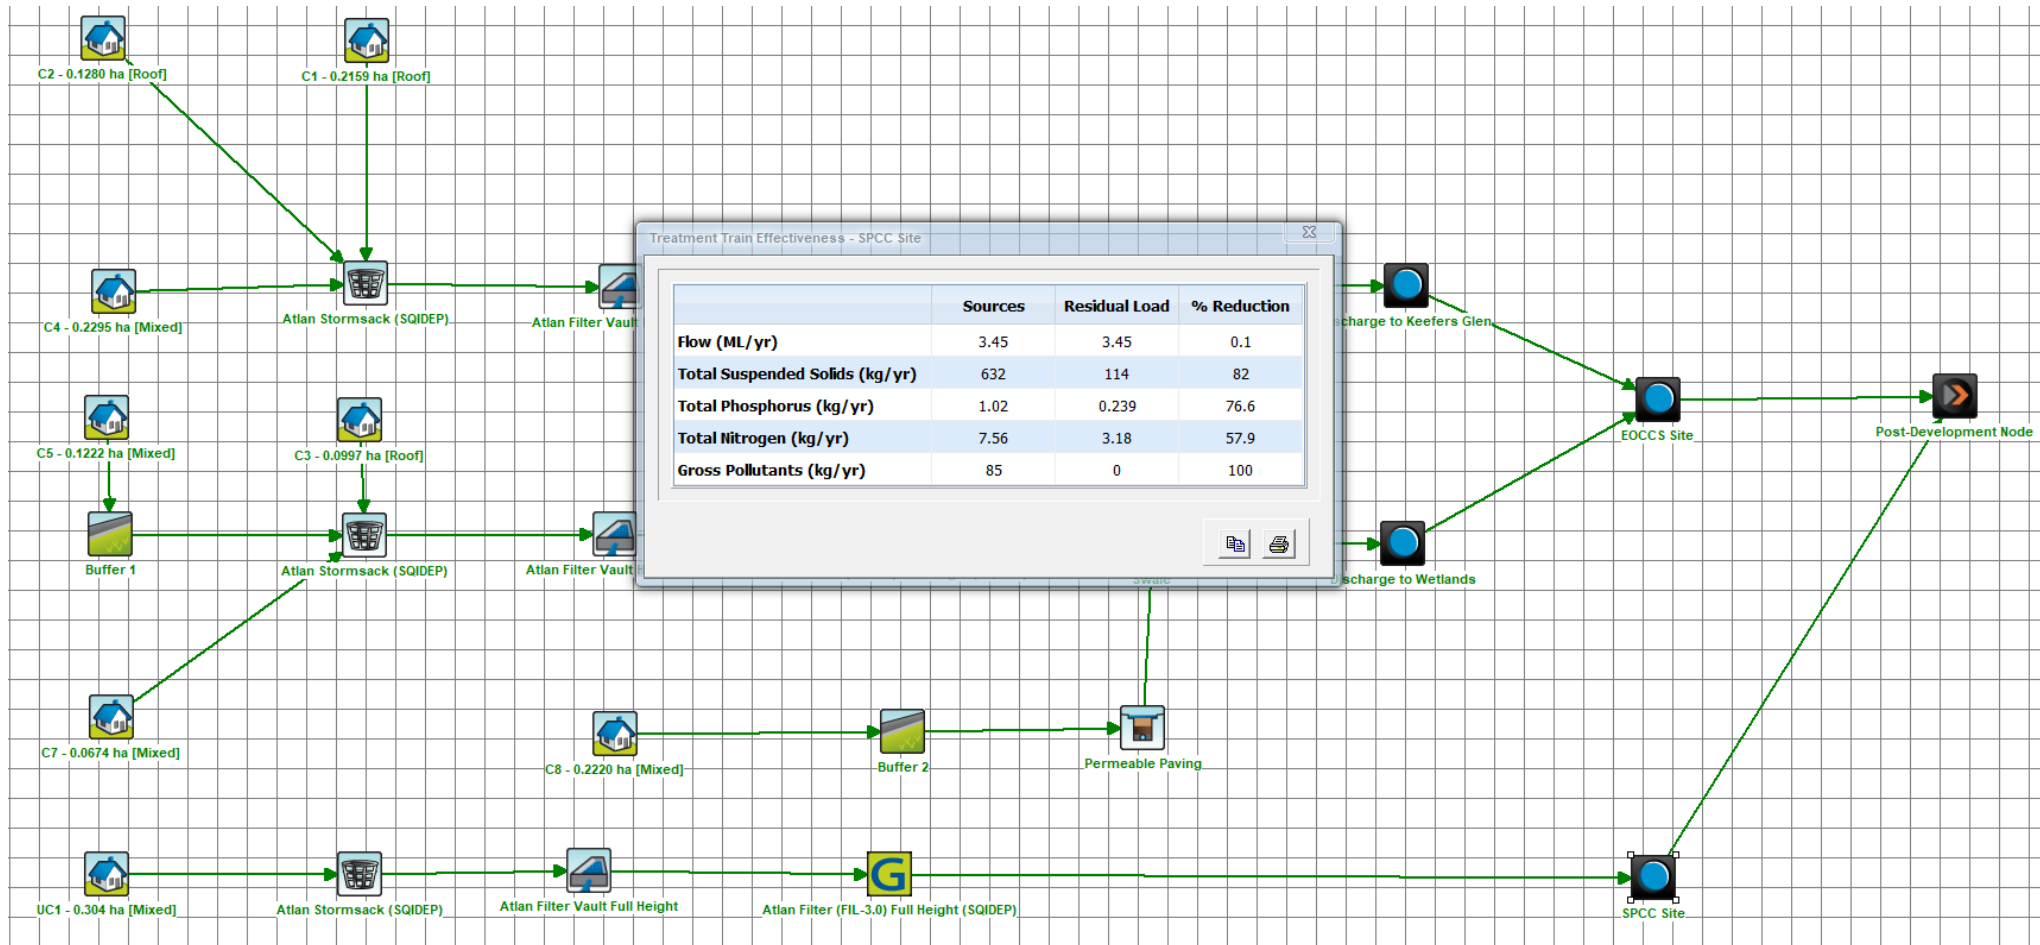 C2 - 0.1280 ha [Roof]
C1 - 0.2159 ha [Roof]
Treatment Train Effectiveness - SPCC Site
Sources Residual Load % Reduction
Flow (ML/yr) 3.45 3.45 0.1
Total Suspended Solids (kg/yr) 632 114 82
Total Phosphorus (kg/yr) 1.02 0.239 76.6
Total Nitrogen (kg/yr) 7.56 3.18 57.9
Gross Pollutants (kg/yr) 85 0 100
C4 - 0.2295 ha [Mixed]
Atlan Stormsack (SQIDEP)
Atlan Filter Vault
charge to Keefers Glen
C5 - 0.1222 ha [Mixed]
C3 - 0.0997 ha [Roof]
EOCCS Site
Post-Development Node
Buffer 1
Atlan Stormsack (SQIDEP)
Atlan Filter Vault
Swale
scharge to Wetlands
C7 - 0.0674 ha [Mixed]
C8 - 0.2220 ha [Mixed]
Buffer 2
Permeable Paving
UC1 - 0.304 ha [Mixed]
Atlan Stormsack (SQIDEP)
Atlan Filter Vault Full Height
G
Atlan Filter (FIL-3.0) Full Height (SQIDEP)
SPCC Site